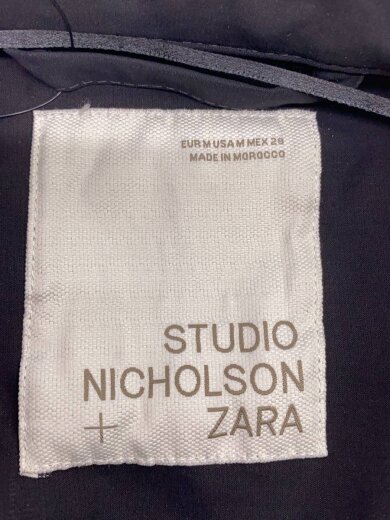 EUR M USA M MEX 28
MADE IN MOROCCO
STUDIO
NICHOLSON
+ ZARA